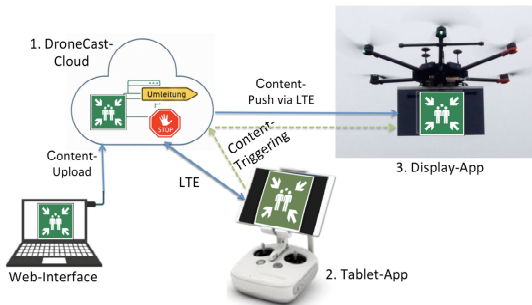 1. DroneCast-
Cloud
Umleitung
STOP
Content-
Upload
Web-Interface
LTE
Content-
Triggering
Content-
Push via LTE
2. Tablet-App
3. Display-App